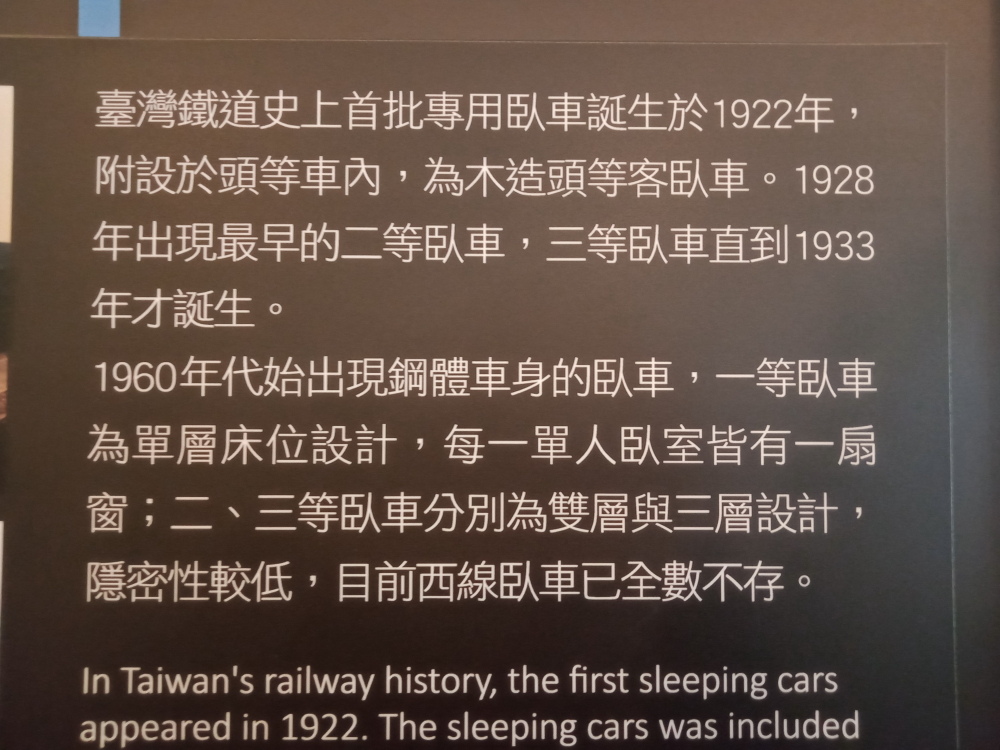 臺灣鐵道史上首批專用臥車誕生於1922年，
附設於頭等車內，為木造頭等客臥車。1928
年出現最早的二等臥車，三等臥車直到1933
年才誕生。
1960年代始出現鋼體車身的臥車，一等臥車
為單層床位設計，每一單人臥室皆有一扇
窗；二、三等臥車分別為雙層與三層設計，
隱密性較低，目前西線臥車已全數不存。
In Taiwan's railway history, the first sleeping cars
appeared in 1922. The sleeping cars was included